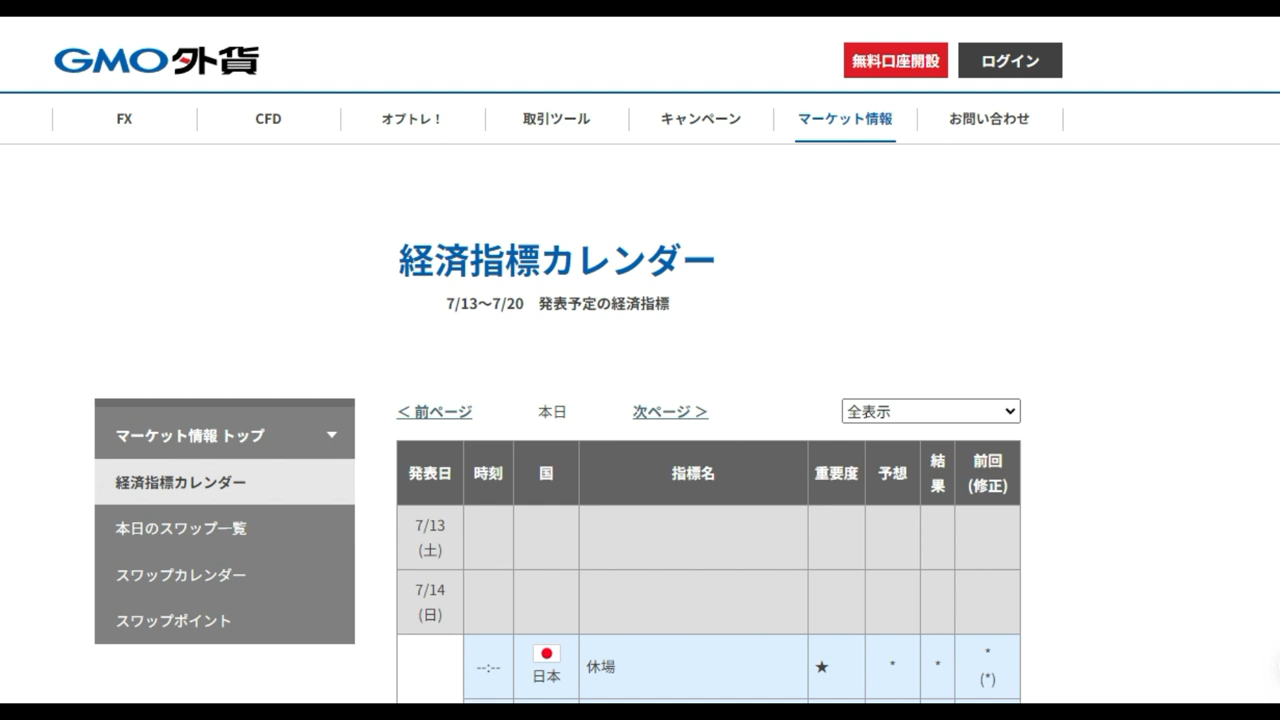 GMO外貨
無料口座開設
ログイン
FX
CFD
オプトレ！
取引ツール
キャンペーン
マーケット情報
お問い合わせ
経済指標カレンダー
7/13～7/20　発表予定の経済指標
マーケット情報 トップ
経済指標カレンダー
本日のスワップ一覧
スワップカレンダー
スワップポイント
＜ 前ページ
本日
次ページ ＞
全表示
発表日
時刻
国
指標名
重要度
予想
結
果
前回
(修正)
7/13
(土)
7/14
(日)
--:--
日本
休場
★
*
*
*
(*)